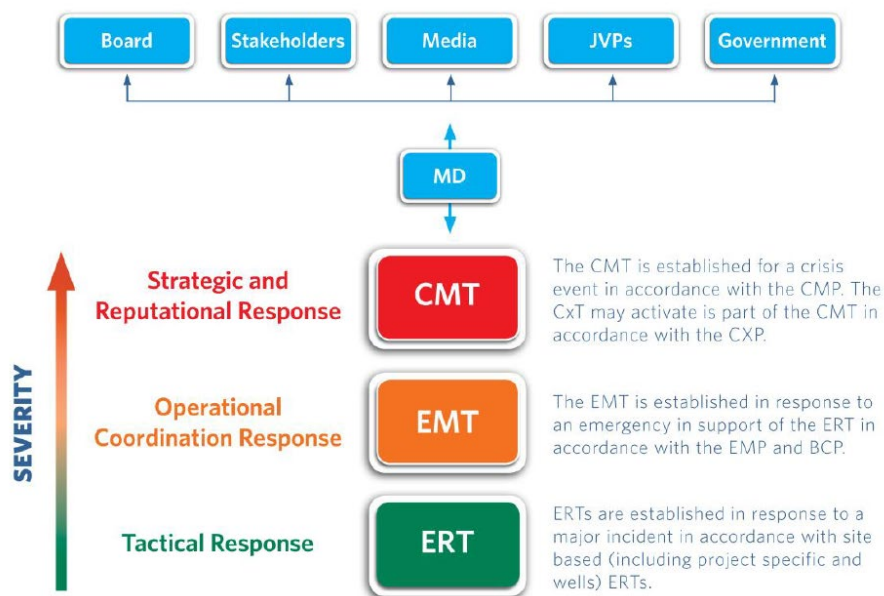 Board
Stakeholders
Media
JVPs
Government
MD
SEVERITY
Strategic and
Reputational Response
CMT
The CMT is established for a crisis
event in accordance with the CMP. The
CxT may activate is part of the CMT in
accordance with the CXP.
Operational
Coordination Response
EMT
The EMT is established in response to
an emergency in support of the ERT in
accordance with the EMP and BCP.
Tactical Response
ERT
ERTs are established in response to a
major incident in accordance with site
based (including project specific and
wells) ERTs.